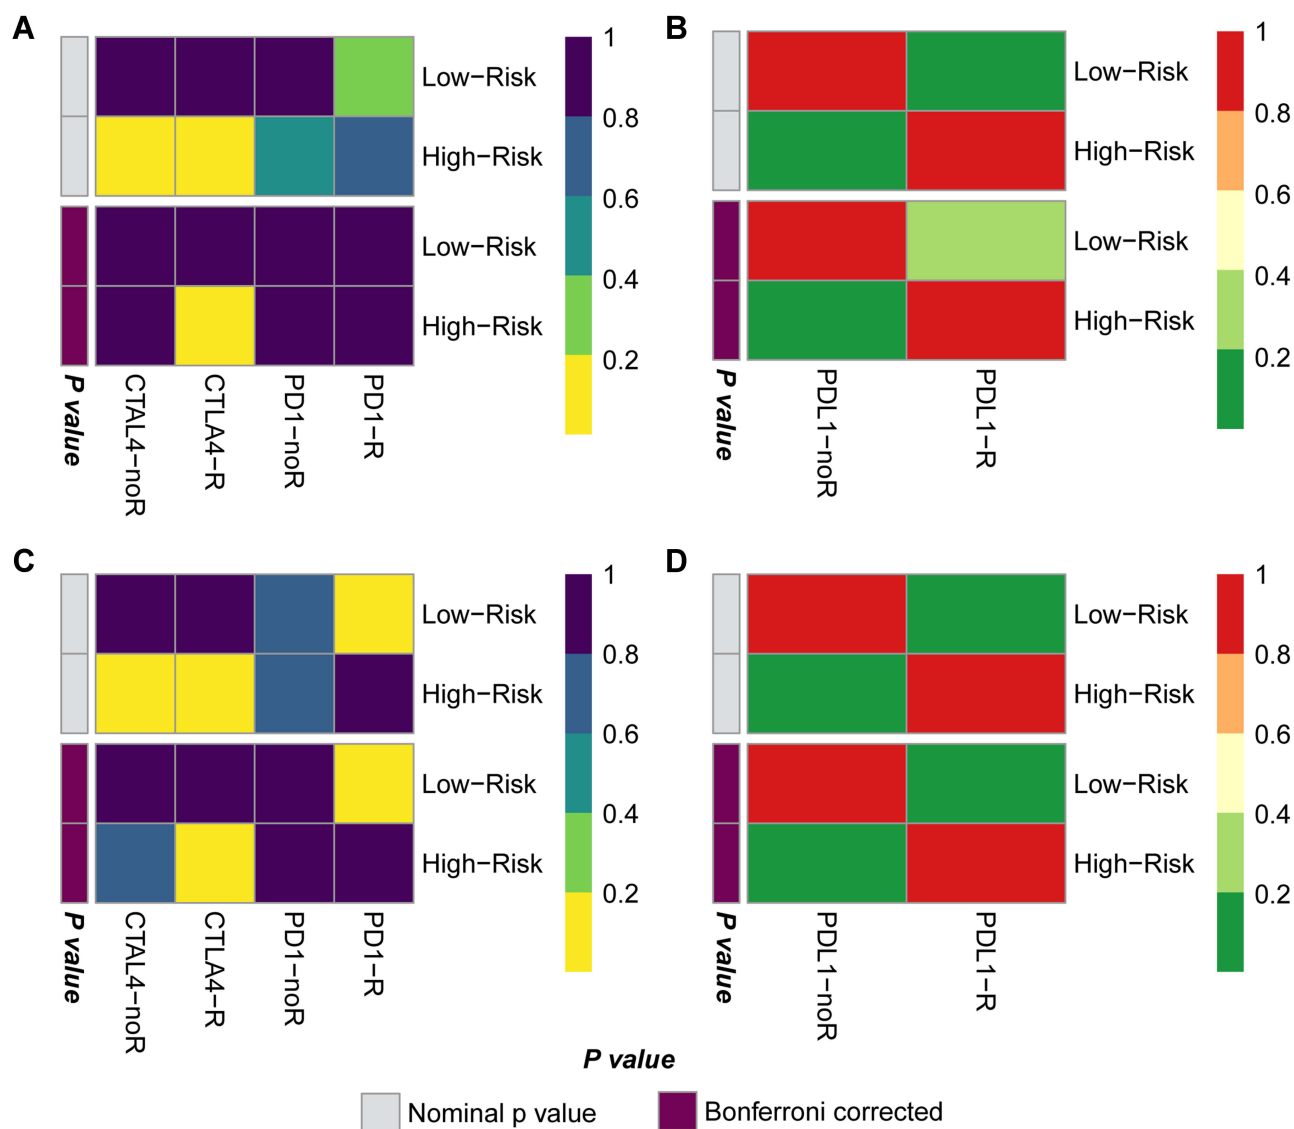 A
1
Low−Risk
0.8
High−Risk
0.6
Low−Risk
0.4
High−Risk
0.2
P value
CTAL4−noR
CTLA4−R
PD1−noR
PD1−R
B
1
Low−Risk
0.8
High−Risk
0.6
Low−Risk
0.4
High−Risk
0.2
P value
PDL1−noR
PDL1−R
C
1
Low−Risk
0.8
High−Risk
0.6
Low−Risk
0.4
High−Risk
0.2
P value
CTAL4−noR
CTLA4−R
PD1−noR
PD1−R
D
1
Low−Risk
0.8
High−Risk
0.6
Low−Risk
0.4
High−Risk
0.2
P value
PDL1−noR
PDL1−R
P value
Nominal p value
Bonferroni corrected